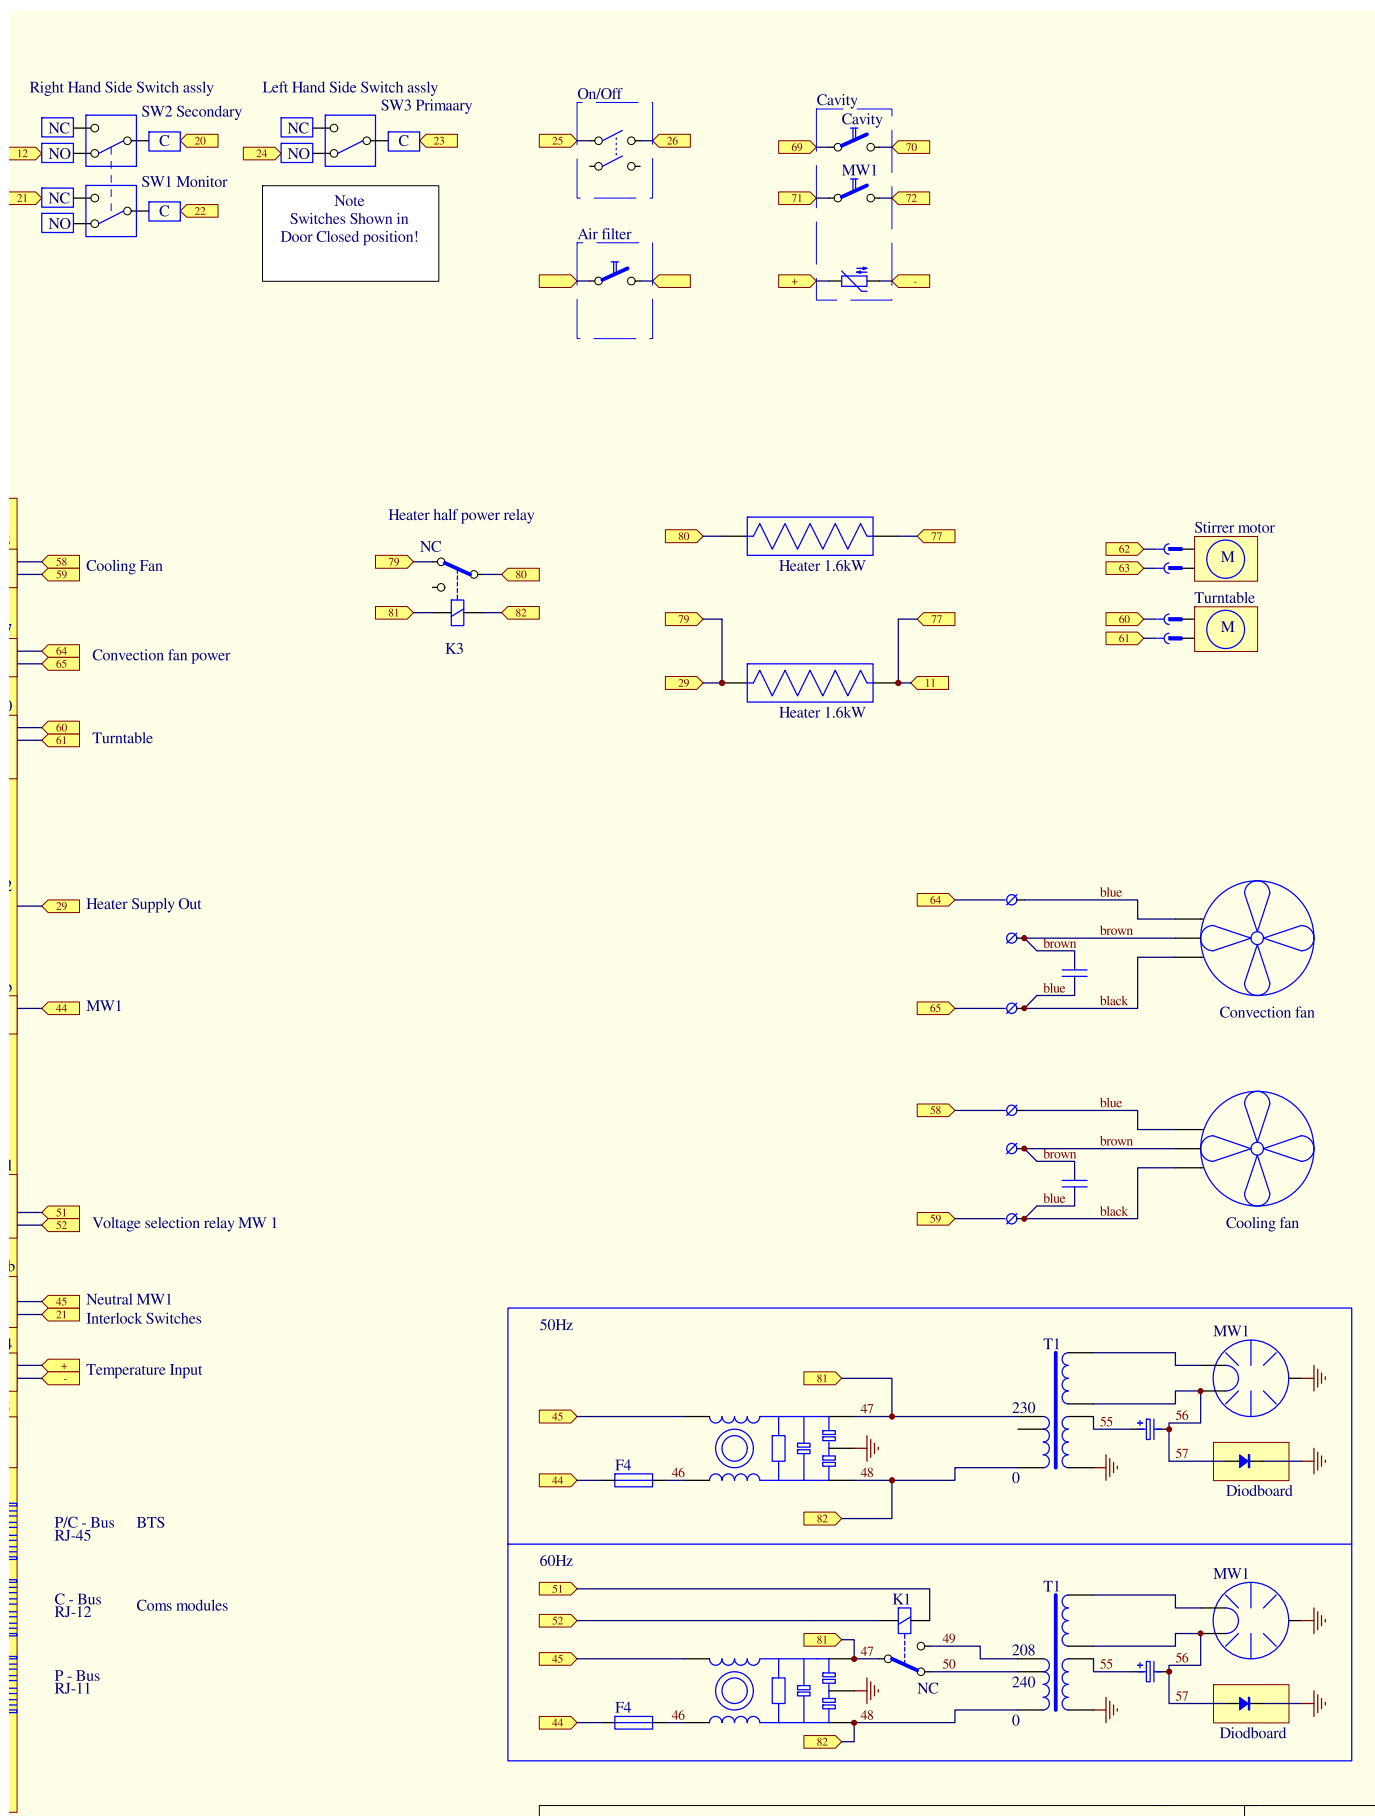 Right Hand Side Switch assly
Left Hand Side Switch assly
SW2 Secondary
SW3 Primaary
NC
NO
12
C
20
NC
24
NO
C
23
SW1 Monitor
21
NC
NO
C
22
Note
Switches Shown in
Door Closed position!
On/Off
25
26
Air filter
Cavity
Cavity
69
70
MW1
71
72
+
-
58
59
Cooling Fan
64
65
Convection fan power
60
61
Turntable
29
Heater Supply Out
44
MW1
51
52
Voltage selection relay MW 1
45
Neutral MW1
21
Interlock Switches
+
-
Temperature Input
P/C - Bus BTS
RJ-45
C - Bus
RJ-12
Coms modules
P - Bus
RJ-11
Heater half power relay
NC
79
80
81
82
K3
80
77
Heater 1.6kW
79
77
29
11
Heater 1.6kW
Stirrer motor
62
63
M
Turntable
60
61
M
64
blue
brown
brown
blue
65
black
Convection fan
58
blue
brown
brown
blue
59
black
Cooling fan
50Hz
T1
MW1
81
45
47
230
55
+
56
F4
44
46
48
0
57
Diodboard
82
60Hz
51
52
K1
T1
MW1
81
45
47
49
50
NC
208
240
55
+
56
F4
44
46
48
0
57
Diodboard
82